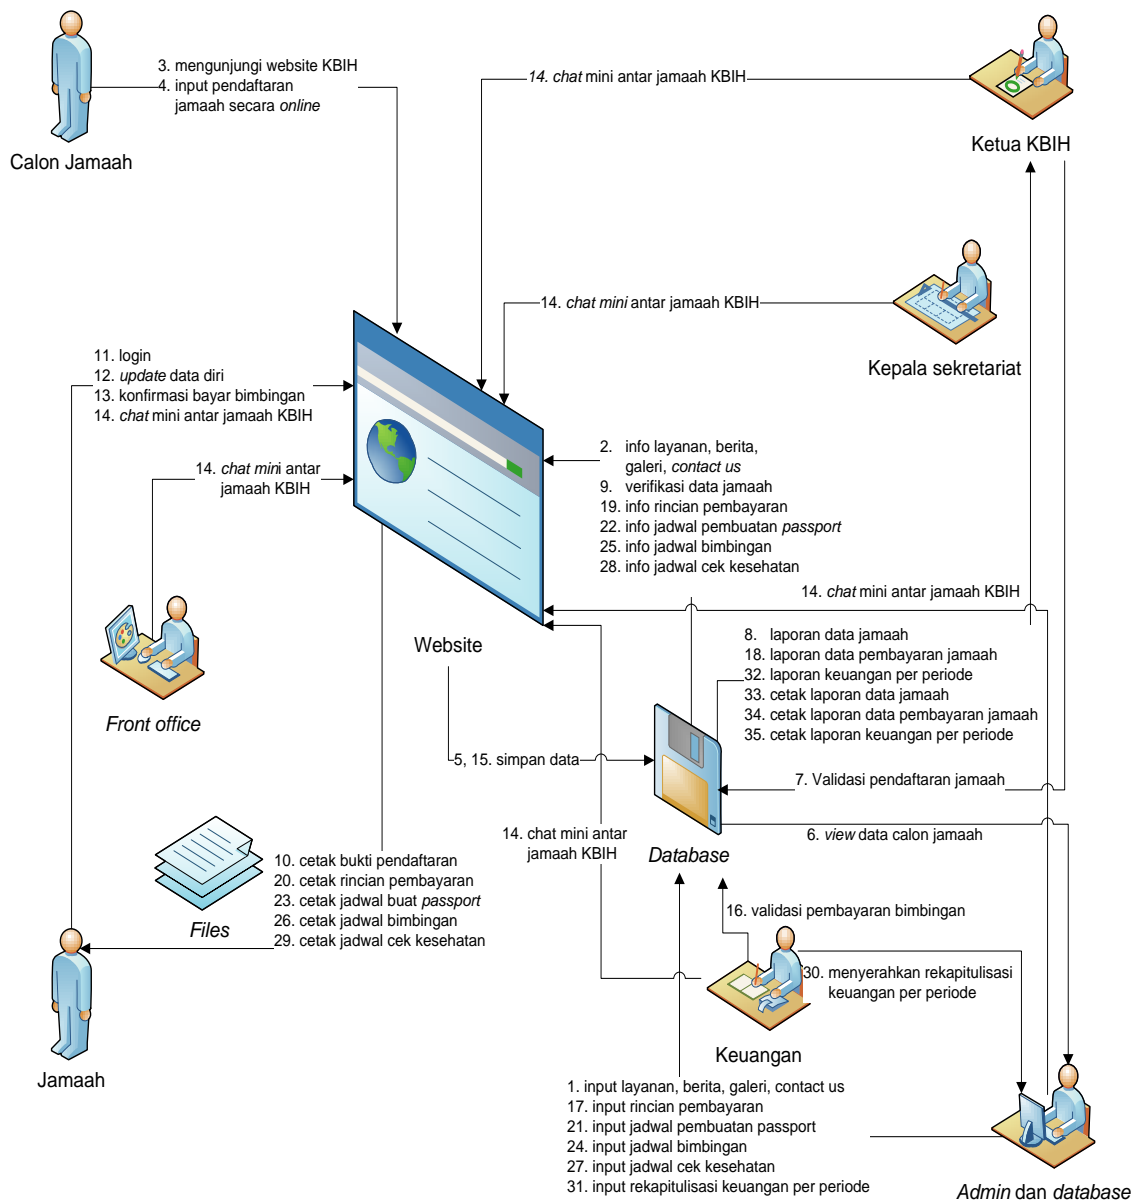 3. mengunjungi website KBIH
4. input pendaftaran
jamaah secara online
Calon Jamaah
14. chat mini antar jamaah KBIH
Ketua KBIH
14. chat mini antar jamaah KBIH
Kepala sekretariat
11. login
12. update data diri
13. konfirmasi bayar bimbingan
14. chat mini antar jamaah KBIH
14. chat mini antar
jamaah KBIH
Front office
Website
2. info layanan, berita,
galeri, contact us
9. verifikasi data jamaah
19. info rincian pembayaran
22. info jadwal pembuatan passport
25. info jadwal bimbingan
28. info jadwal cek kesehatan
14. chat mini antar jamaah KBIH
8. laporan data jamaah
18. laporan data pembayaran jamaah
32. laporan keuangan per periode
33. cetak laporan data jamaah
34. cetak laporan data pembayaran jamaah
35. cetak laporan keuangan per periode
5, 15. simpan data
7. Validasi pendaftaran jamaah
6. view data calon jamaah
Database
14. chat mini antar
jamaah KBIH
Files
10. cetak bukti pendaftaran
20. cetak rincian pembayaran
23. cetak jadwal buat passport
26. cetak jadwal bimbingan
29. cetak jadwal cek kesehatan
Jamaah
16. validasi pembayaran bimbingan
30. menyerahkan rekapitulisasi
keuangan per periode
Keuangan
1. input layanan, berita, galeri, contact us
17. input rincian pembayaran
21. input jadwal pembuatan passport
24. input jadwal bimbingan
27. input jadwal cek kesehatan
31. input rekapitulisasi keuangan per periode
Admin dan database